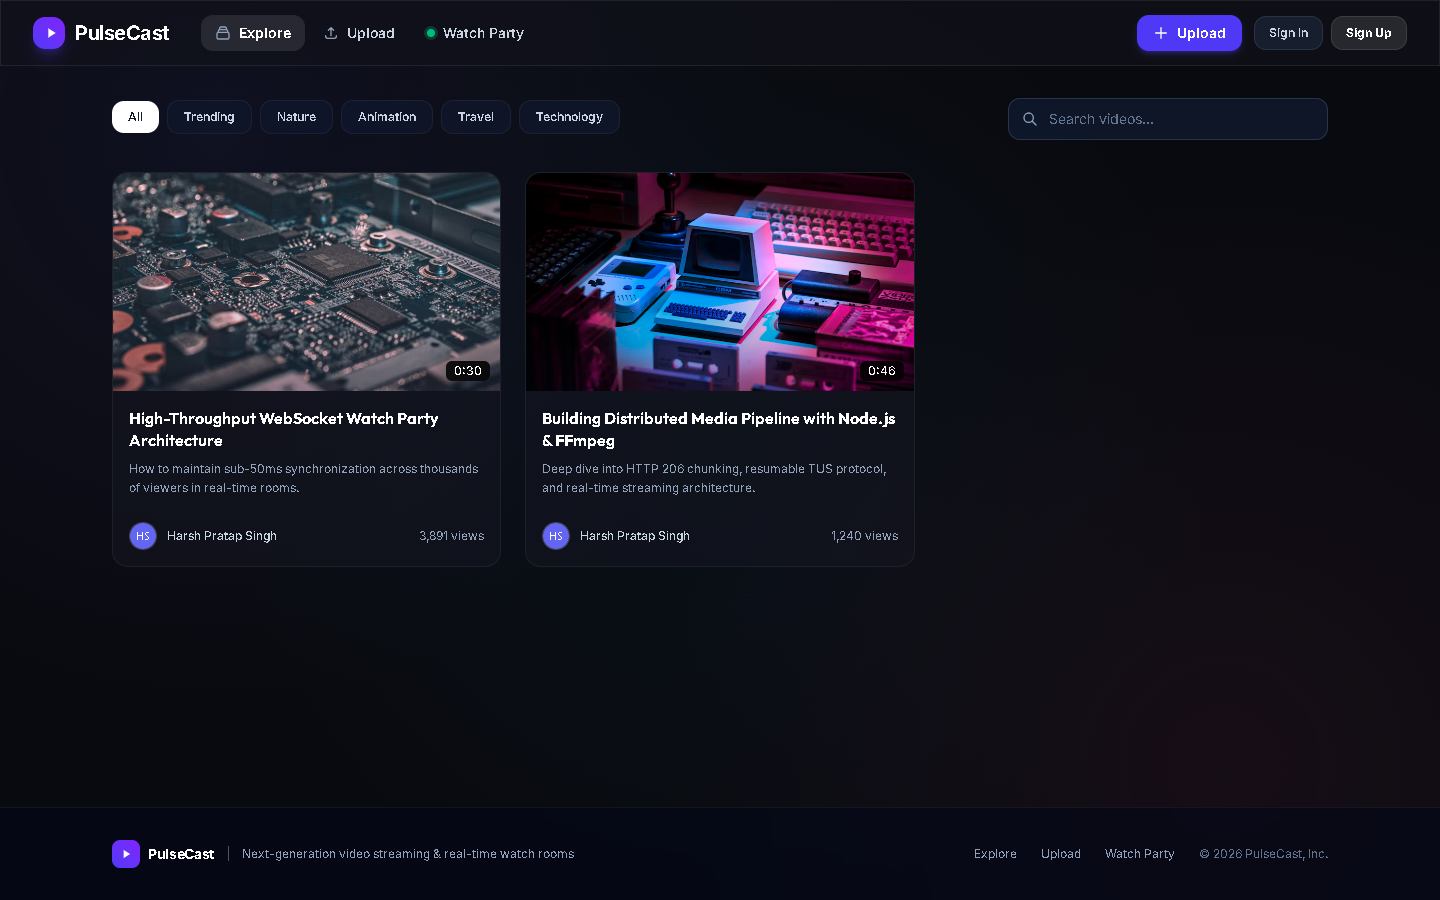 PulseCast
Explore
Upload
Watch Party
Upload
Sign In
Sign Up
All
Trending
Nature
Animation
Travel
Technology
Search videos...
0:30
0:46
High-Throughput WebSocket Watch Party
Architecture
How to maintain sub-50ms synchronization across thousands
of viewers in real-time rooms.
HS
Harsh Pratap Singh
3,891 views
Building Distributed Media Pipeline with Node.js
& FFmpeg
Deep dive into HTTP 206 chunking, resumable TUS protocol,
and real-time streaming architecture.
HS
Harsh Pratap Singh
1,240 views
PulseCast
Next-generation video streaming & real-time watch rooms
Explore
Upload
Watch Party
© 2026 PulseCast, Inc.